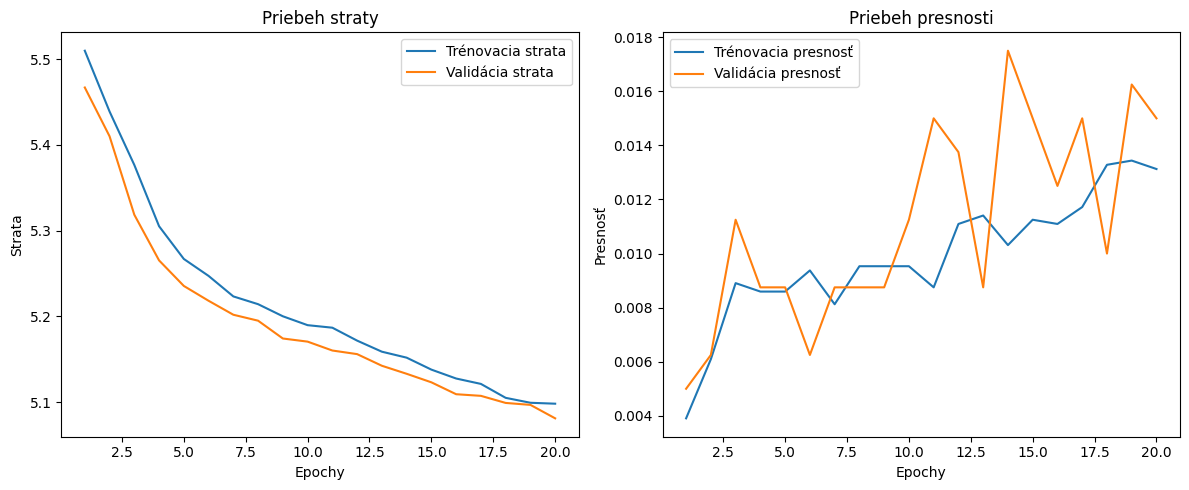 Priebeh straty
Trénovacia strata
Validácia strata
Strata
5.5
5.4
5.3
5.2
5.1
2.5 5.0 7.5 10.0 12.5 15.0 17.5 20.0
Epochy
Priebeh presnosti
Trénovacia presnosť
Validácia presnosť
Presnosť
0.018
0.016
0.014
0.012
0.010
0.008
0.006
0.004
2.5 5.0 7.5 10.0 12.5 15.0 17.5 20.0
Epochy